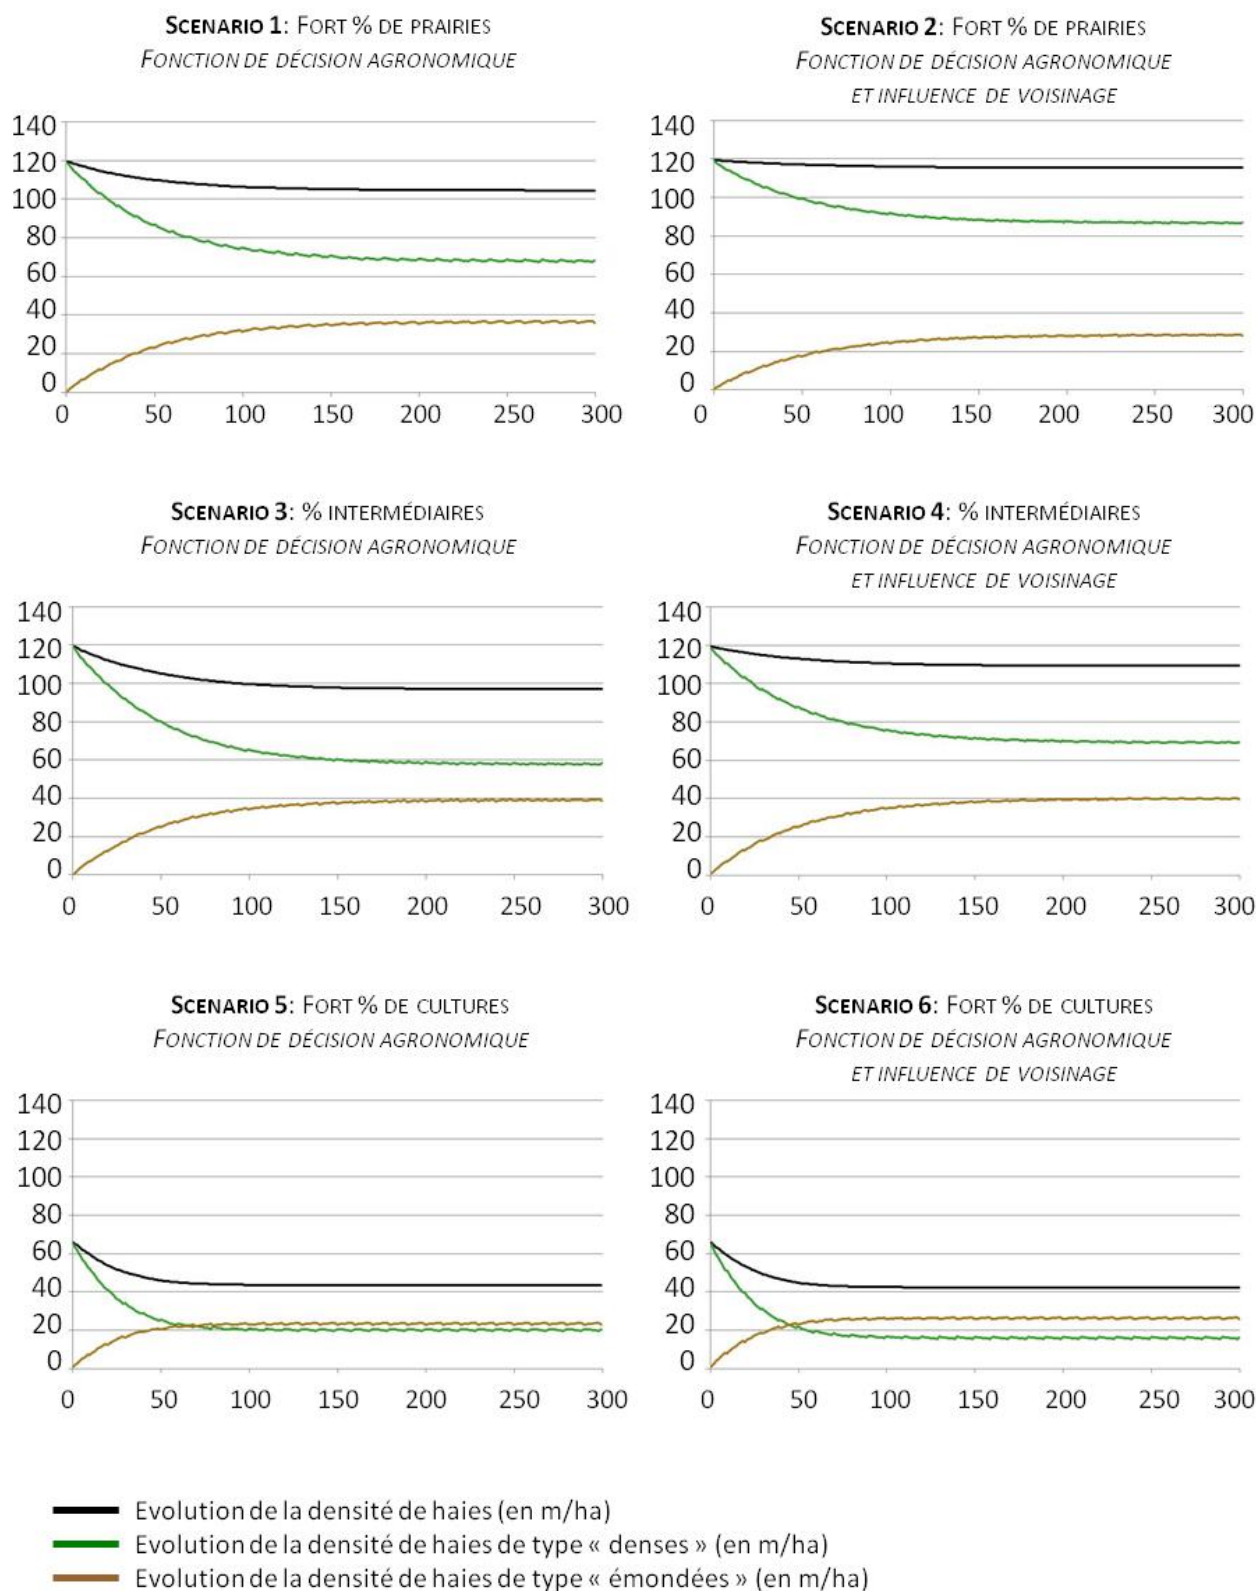 SCENARIO 1: FORT % DE PRAIRIES
FONCTION DE DÉCISION AGRONOMIQUE
140
120
100
80
60
40
20
0
0 50 100 150 200 250 300
SCENARIO 2: FORT % DE PRAIRIES
FONCTION DE DÉCISION AGRONOMIQUE
ET INFLUENCE DE VOISINAGE
140
120
100
80
60
40
20
0
0 50 100 150 200 250 300
SCENARIO 3: % INTERMÉDIAIRES
FONCTION DE DÉCISION AGRONOMIQUE
140
120
100
80
60
40
20
0
0 50 100 150 200 250 300
SCENARIO 4: % INTERMÉDIAIRES
FONCTION DE DÉCISION AGRONOMIQUE
ET INFLUENCE DE VOISINAGE
140
120
100
80
60
40
20
0
0 50 100 150 200 250 300
SCENARIO 5: FORT % DE CULTURES
FONCTION DE DÉCISION AGRONOMIQUE
140
120
100
80
60
40
20
0
0 50 100 150 200 250 300
SCENARIO 6: FORT % DE CULTURES
FONCTION DE DÉCISION AGRONOMIQUE
ET INFLUENCE DE VOISINAGE
140
120
100
80
60
40
20
0
0 50 100 150 200 250 300
Evolution de la densité de haies (en m/ha)
Evolution de la densité de haies de type « denses » (en m/ha)
Evolution de la densité de haies de type « émondées » (en m/ha)